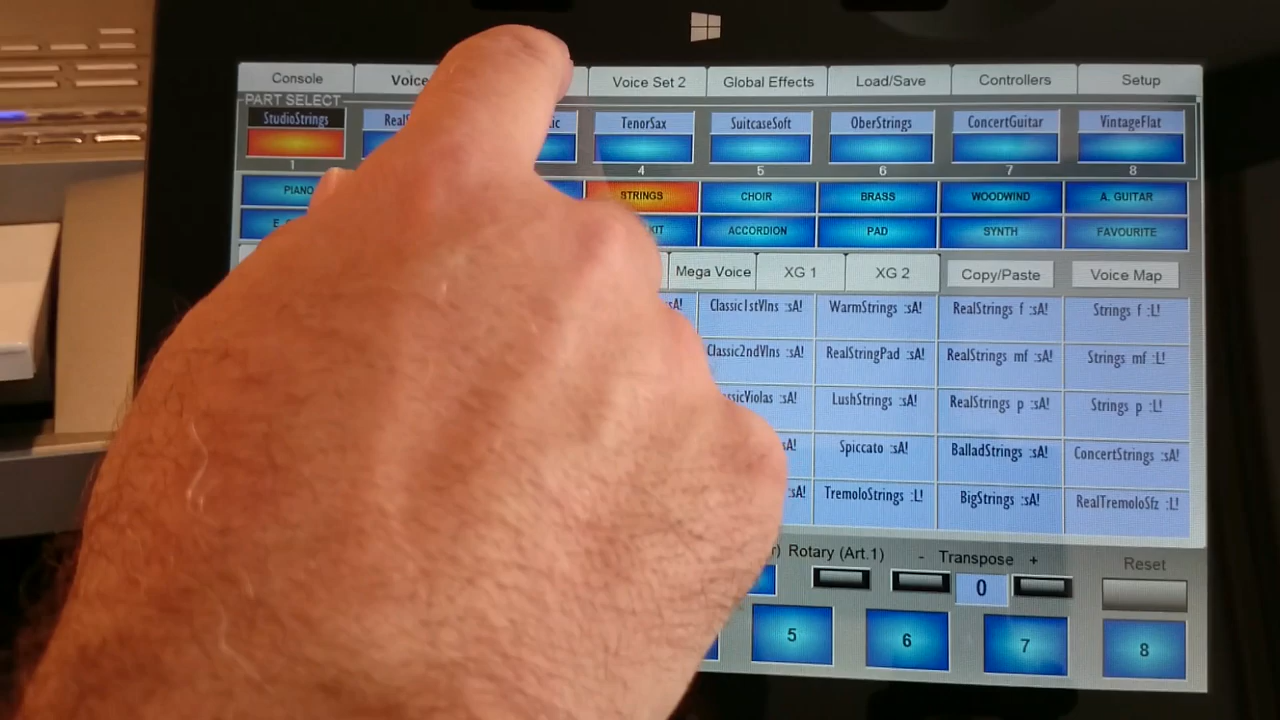 Console Voice Voice Set 2 Global Effects Load/Save Controllers Setup
PART SELECT
StudioStrings TenorSax SuitcaseSoft OberStrings ConcertGuitar VintageFlat
1 4 5 6 7 8
PIANO STRINGS CHOIR BRASS WOODWIND A. GUITAR
ACCORDION PAD SYNTH FAVOURITE
Mega Voice XG 1 XG 2 Copy/Paste Voice Map
Classic1stVlns :sA! WarmStrings :sA! RealStrings f :sA! Strings f :L!
Classic2ndVlns :sA! RealStringPad :sA! RealStrings mf :sA! Strings mf :L!
:sA! LushStrings :sA! RealStrings p :sA! Strings p :L!
Spiccato :sA! BalladStrings :sA! ConcertStrings :sA!
:sA! TremoloStrings :L! BigStrings :sA! RealTremoloSfz :L!
Rotary (Art.1) - Transpose + Reset
0
5 6 7 8